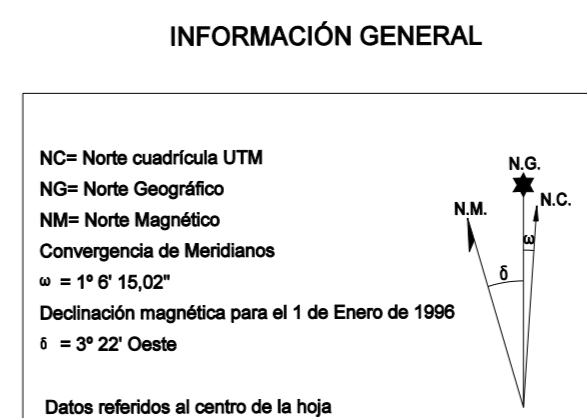 INFORMACIÓN GENERAL
NC= Norte cuadrícula UTM
NG= Norte Geográfico
NM= Norte Magnético
Convergencia de Meridianos
ω = 1º 6' 15,02"
Declinación magnética para el 1 de Enero de 1996
δ = 3º 22' Oeste
Datos referidos al centro de la hoja
N.G.
N.C.
N.M.
ω
δ